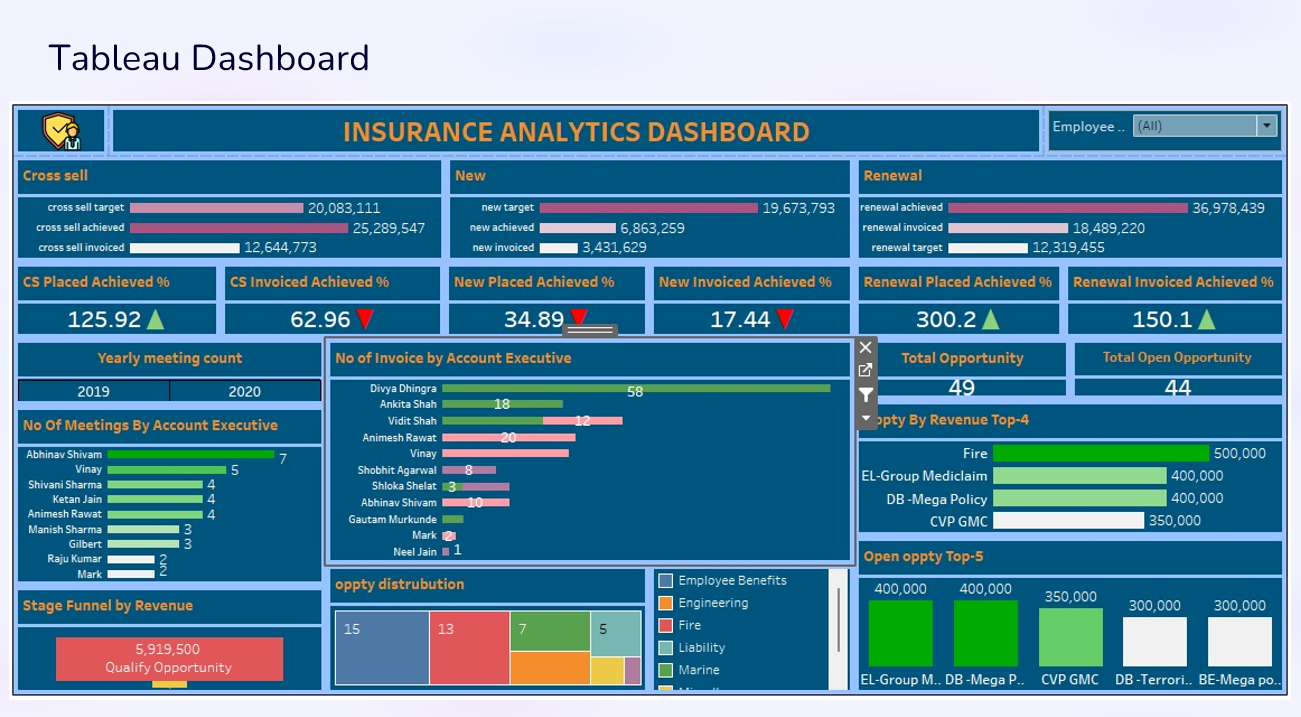 Tableau Dashboard
INSURANCE ANALYTICS DASHBOARD
Employee .. (All)
Cross sell
cross sell target 20,083,111
cross sell achieved 25,289,547
cross sell invoiced 12,644,773
New
new target 19,673,793
new achieved 6,863,259
new invoiced 3,431,629
Renewal
renewal achieved 36,978,439
renewal invoiced 18,489,220
renewal target 12,319,455
CS Placed Achieved %
125.92
CS Invoiced Achieved %
62.96
New Placed Achieved %
34.89
New Invoiced Achieved %
17.44
Renewal Placed Achieved %
300.2
Renewal Invoiced Achieved %
150.1
Yearly meeting count
2019 2020
No Of Meetings By Account Executive
Abhinav Shivam 7
Vinay 5
Shivani Sharma 4
Ketan Jain 4
Animesh Rawat 4
Manish Sharma 3
Gilbert 3
Raju Kumar 2
Mark 2
Stage Funnel by Revenue
5,919,500
Qualify Opportunity
No of Invoice by Account Executive
Divya Dhingra 58
Ankita Shah 18
Vidit Shah 12
Animesh Rawat 20
Vinay
Shobhit Agarwal 8
Shloka Shelat 3
Abhinav Shivam 10
Gautam Murkunde
Mark 2
Neel Jain 1
oppty distrubution
15 13 7 5
Employee Benefits
Engineering
Fire
Liability
Marine
Total Opportunity
49
Total Open Opportunity
44
oppty By Revenue Top-4
Fire 500,000
EL-Group Mediclaim 400,000
DB -Mega Policy 400,000
CVP GMC 350,000
Open oppty Top-5
400,000 400,000 350,000 300,000 300,000
EL-Group M.. DB -Mega P.. CVP GMC DB -Terrori.. BE-Mega po..